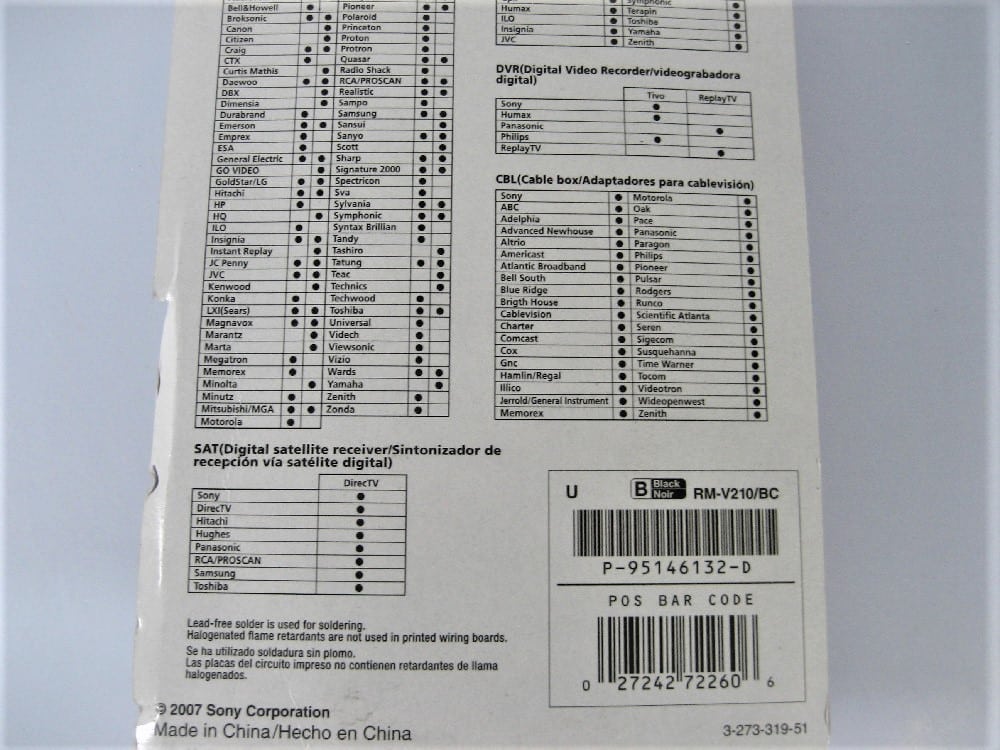 Bell&Howell ● Pioneer ● ●
Broksonic ● ● Polaroid ●
Canon ● Princeton ●
Citizen ● Proton ●
Craig ● ● Protron ●
CTX ● Quasar ● ●
Curtis Mathis ● Radio Shack ●
Daewoo ● ● RCA/PROSCAN ● ●
DBX ● Realistic ● ●
Dimensia ● Sampo ●
Durabrand ● Samsung ● ●
Emerson ● ● Sansui ●
Emprex ● Sanyo ● ●
ESA ● Scott ●
General Electric ● ● Sharp ● ●
GO VIDEO ● Signature 2000 ● ●
GoldStar/LG ● ● Spectricon ●
Hitachi ● ● Sva ●
HP ● Sylvania ● ●
HQ ● Symphonic ● ●
ILO ● Syntax Brillian ●
Insignia ● ● Tandy ●
Instant Replay ● Tashiro ●
JC Penny ● ● Tatung ● ●
JVC ● ● Teac ●
Kenwood ● Technics ●
Konka ● Techwood ●
LXI(Sears) ● ● Toshiba ● ●
Magnavox ● ● Universal ●
Marantz ● Videch ●
Marta ● Viewsonic ●
Megatron ● Vizio ●
Memorex ● Wards ● ●
Minolta ● Yamaha ●
Minutz ● Zenith ●
Mitsubishi/MGA ● ● Zonda ●
Motorola ●
SAT(Digital satellite receiver/Sintonizador de
recepción vía satélite digital)
DirecTV
Sony ●
DirecTV ●
Hitachi ●
Hughes ●
Panasonic ●
RCA/PROSCAN ●
Samsung ●
Toshiba ●
Lead-free solder is used for soldering.
Halogenated flame retardants are not used in printed wiring boards.
Se ha utilizado soldadura sin plomo.
Las placas del circuito impreso no contienen retardantes de llama
halogenados.
© 2007 Sony Corporation
Made in China/Hecho en China
Symphonic
Humax ● Terapin ●
ILO ● Toshiba ●
Insignia ● Yamaha ●
JVC ● Zenith ●
DVR(Digital Video Recorder/videograbadora
digital)
Tivo ReplayTV
Sony ●
Humax ●
Panasonic ●
Philips ●
ReplayTV ●
CBL(Cable box/Adaptadores para cablevisión)
Sony ● Motorola ●
ABC ● Oak ●
Adelphia ● Pace ●
Advanced Newhouse ● Panasonic ●
Altrio ● Paragon ●
Americast ● Philips ●
Atlantic Broadband ● Pioneer ●
Bell South ● Pulsar ●
Blue Ridge ● Rodgers ●
Brigth House ● Runco ●
Cablevision ● Scientific Atlanta ●
Charter ● Seren ●
Comcast ● Sigecom ●
Cox ● Susquehanna ●
Gnc ● Time Warner ●
Hamlin/Regal ● Tocom ●
Illico ● Videotron ●
Jerrold/General Instrument ● Wideopenwest ●
Memorex ● Zenith ●
U B Black Noir RM-V210/BC
P-95146132-D
POS BAR CODE
0 27242 72260 6
3-273-319-51